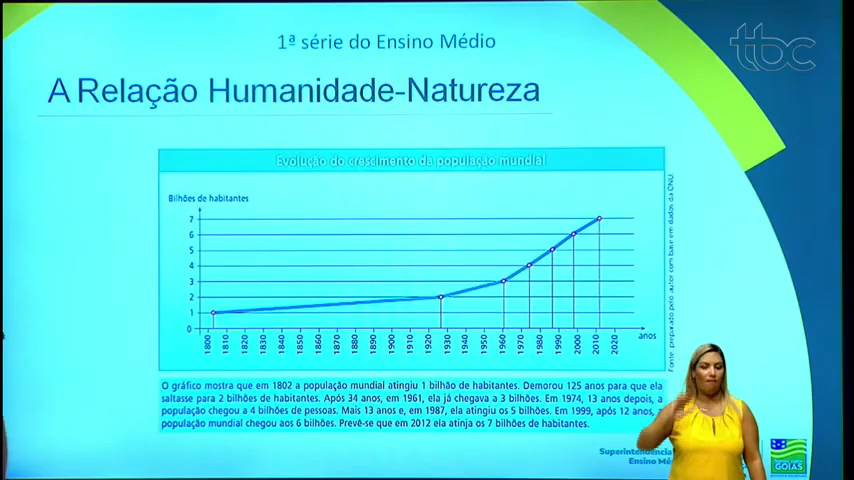 1ª série do Ensino Médio
ttbc
A Relação Humanidade-Natureza
Evolução do crescimento da população mundial
Bilhões de habitantes
7
6
5
4
3
2
1
0
1800 1810 1820 1830 1840 1850 1860 1870 1880 1890 1900 1910 1920 1930 1940 1950 1960 1970 1980 1990 2000 2010 2020
anos
Fonte: preparado pelo autor com base em dados da ONU.
O gráfico mostra que em 1802 a população mundial atingiu 1 bilhão de habitantes. Demorou 125 anos para que ela
saltasse para 2 bilhões de habitantes. Após 34 anos, em 1961, ela já chegava a 3 bilhões. Em 1974, 13 anos depois, a
população chegou a 4 bilhões de pessoas. Mais 13 anos e, em 1987, ela atingiu os 5 bilhões. Em 1999, após 12 anos, a
população mundial chegou aos 6 bilhões. Prevê-se que em 2012 ela atinja os 7 bilhões de habitantes.
Superintendência
Ensino Mé
GOIÁS